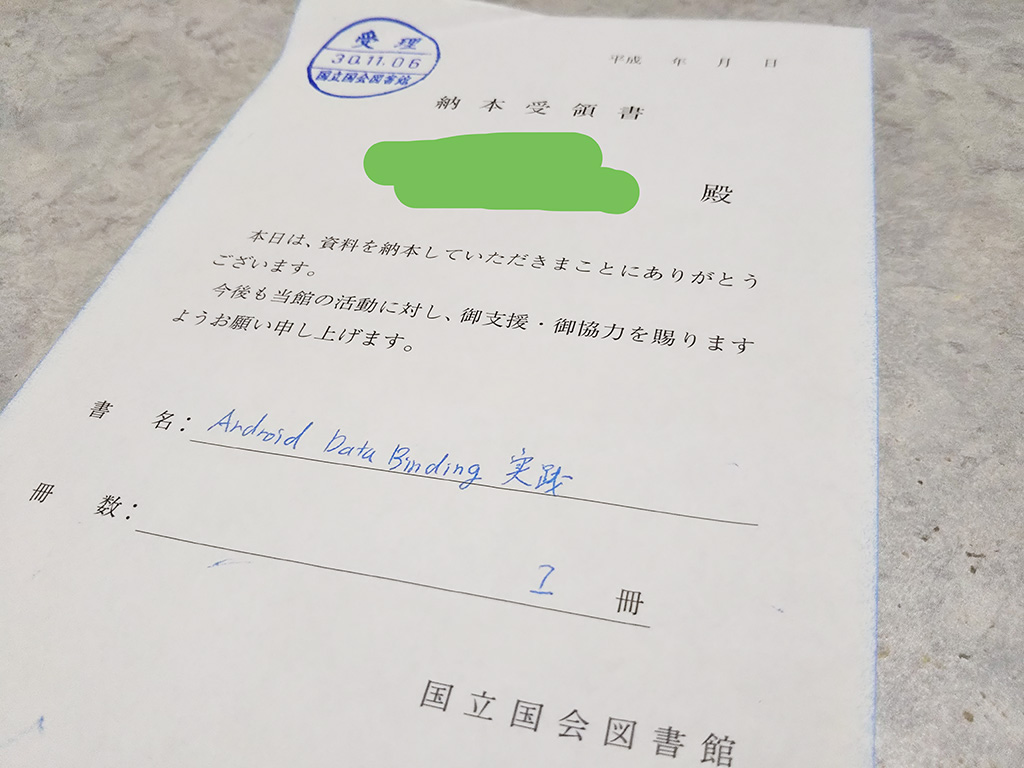 受理
30.11.06
国立国会図書館
平成 年 月 日
納本受領書
殿
本日は、資料を納本していただきまことにありがとう
ございます。
今後も当館の活動に対し、御支援・御協力を賜ります
ようお願い申し上げます。
書 名：Android Data Binding 実践
冊 数：1 冊
国立国会図書館